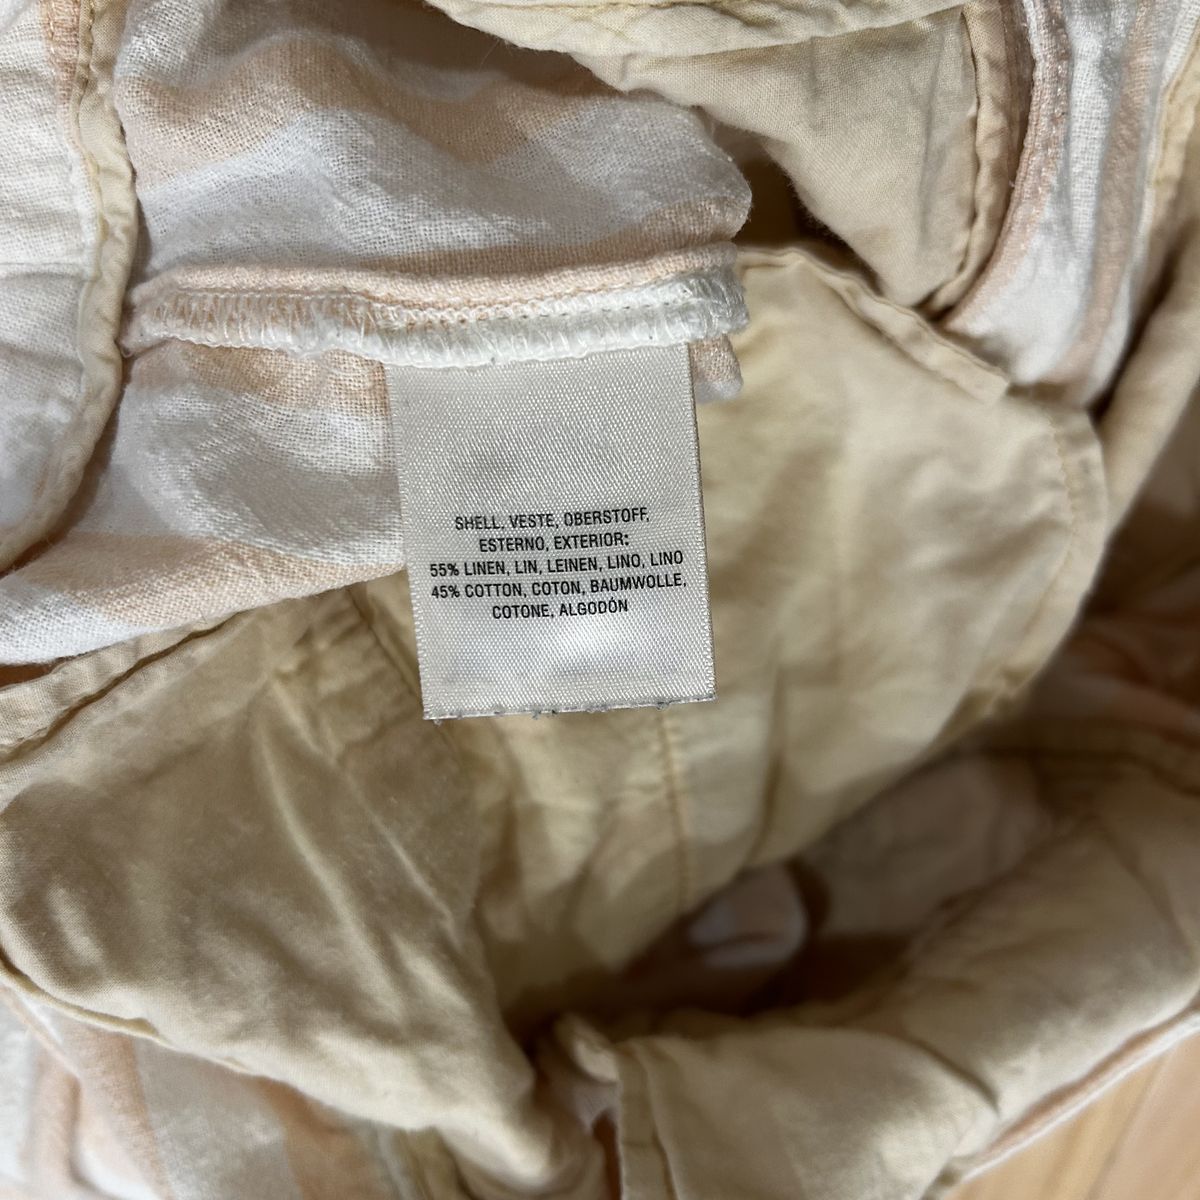 SHELL, VESTE, OBERSTOFF,
ESTERNO, EXTERIOR:
55% LINEN, LIN, LEINEN, LINO, LINO
45% COTTON, COTON, BAUMWOLLE,
COTONE, ALGODÓN